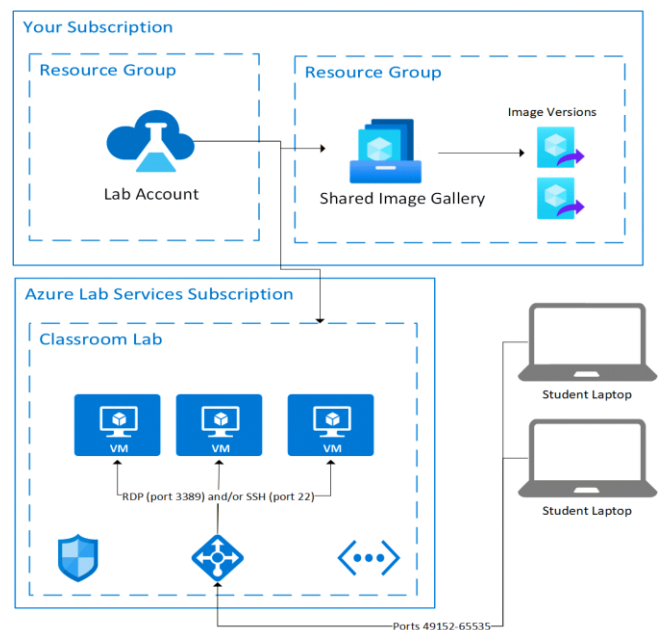 Your Subscription
Resource Group
Lab Account
Resource Group
Image Versions
Shared Image Gallery
Azure Lab Services Subscription
Classroom Lab
VM
VM
VM
RDP (port 3389) and/or SSH (port 22)
Student Laptop
Student Laptop
Ports 49152-65535